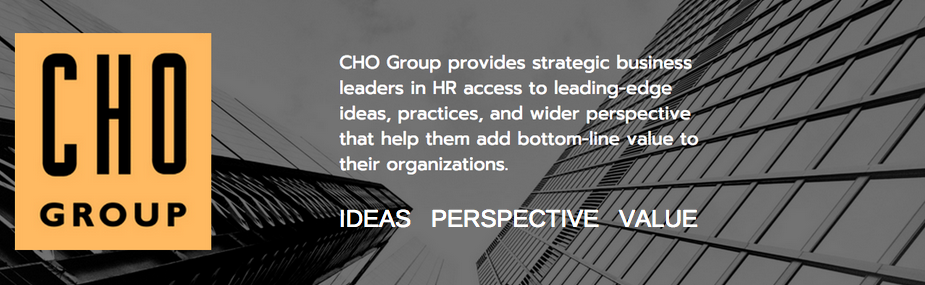 CHO
GROUP
CHO Group provides strategic business
leaders in HR access to leading-edge
ideas, practices, and wider perspective
that help them add bottom-line value to
their organizations.
IDEAS PERSPECTIVE VALUE